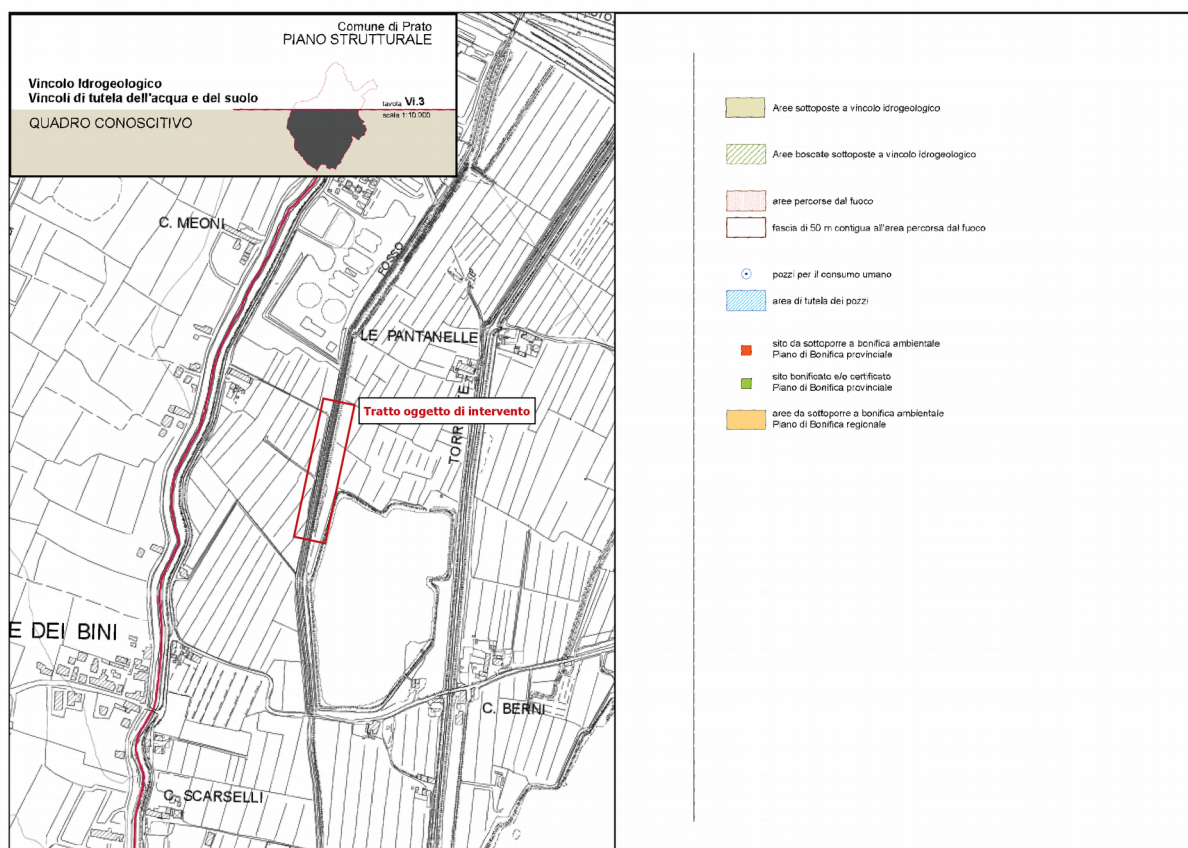 Comune di Prato
PIANO STRUTTURALE
Vincolo Idrogeologico
Vincoli di tutela dell'acqua e del suolo
tavola Vi.3
scala 1:10.000
QUADRO CONOSCITIVO
C. MEONI
FOSSO
LE PANTANELLE
Tratto oggetto di intervento
E DEI BINI
C. BERNI
C. SCARSELLI
Aree sottoposte a vincolo idrogeologico
Aree boscate sottoposte a vincolo idrogeologico
aree percorse dal fuoco
fascia di 50 m contigua all'area percorsa dal fuoco
pozzi per il consumo umano
area di tutela dei pozzi
sito da sottoporre a bonifica ambientale
Piano di Bonifica provinciale
sito bonificato e/o certificato
Piano di Bonifica provinciale
aree da sottoporre a bonifica ambientale
Piano di Bonifica regionale